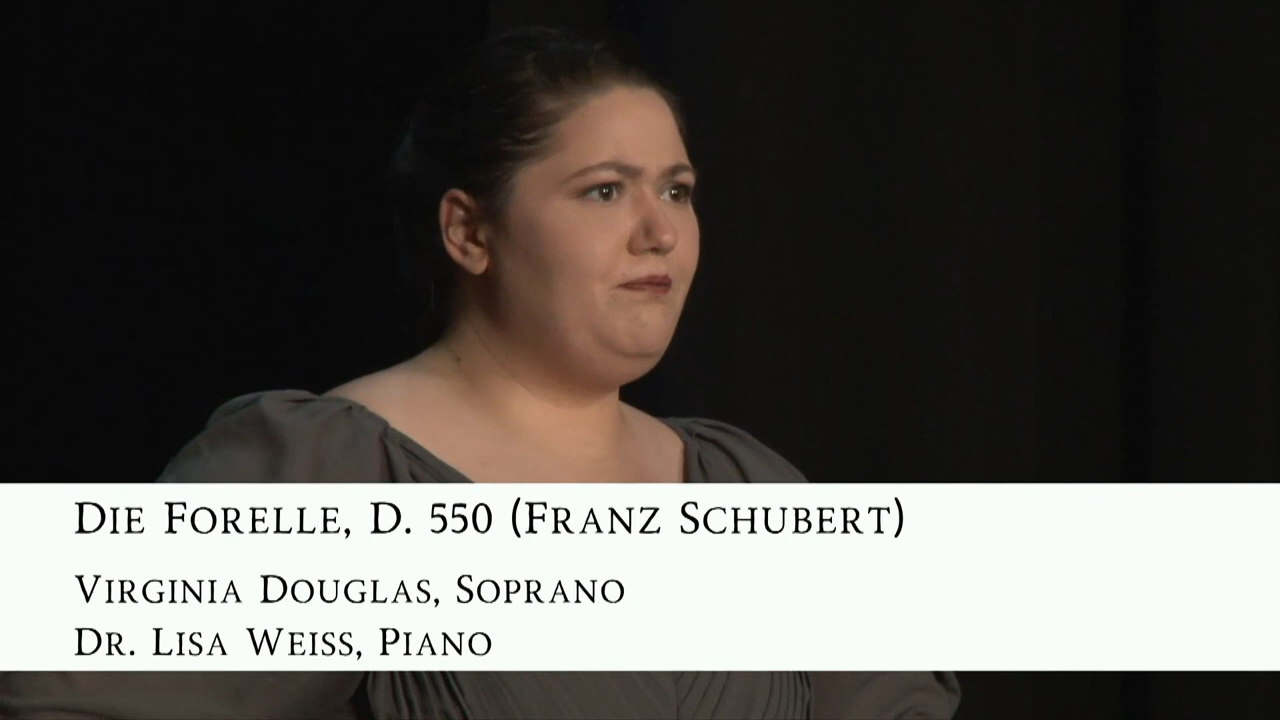 Die Forelle, D. 550 (Franz Schubert)
Virginia Douglas, Soprano
Dr. Lisa Weiss, Piano